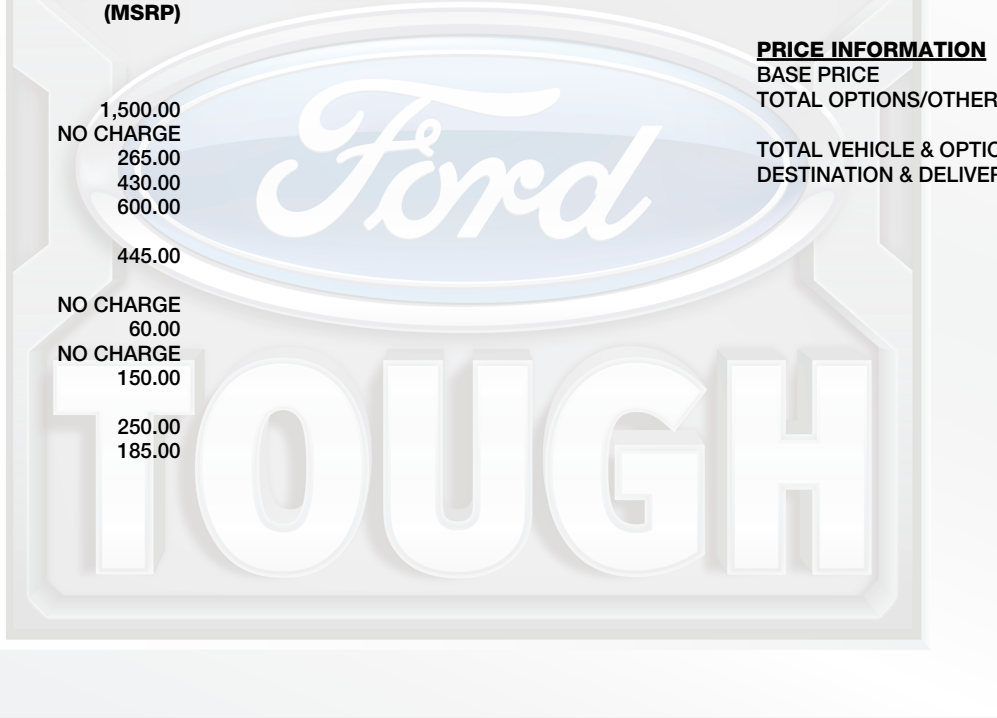 (MSRP)
1,500.00
NO CHARGE
265.00
430.00
600.00
445.00
NO CHARGE
60.00
NO CHARGE
150.00
250.00
185.00
PRICE INFORMATION
BASE PRICE
TOTAL OPTIONS/OTHER
TOTAL VEHICLE & OPTIO
DESTINATION & DELIVER
Ford
TOUGH